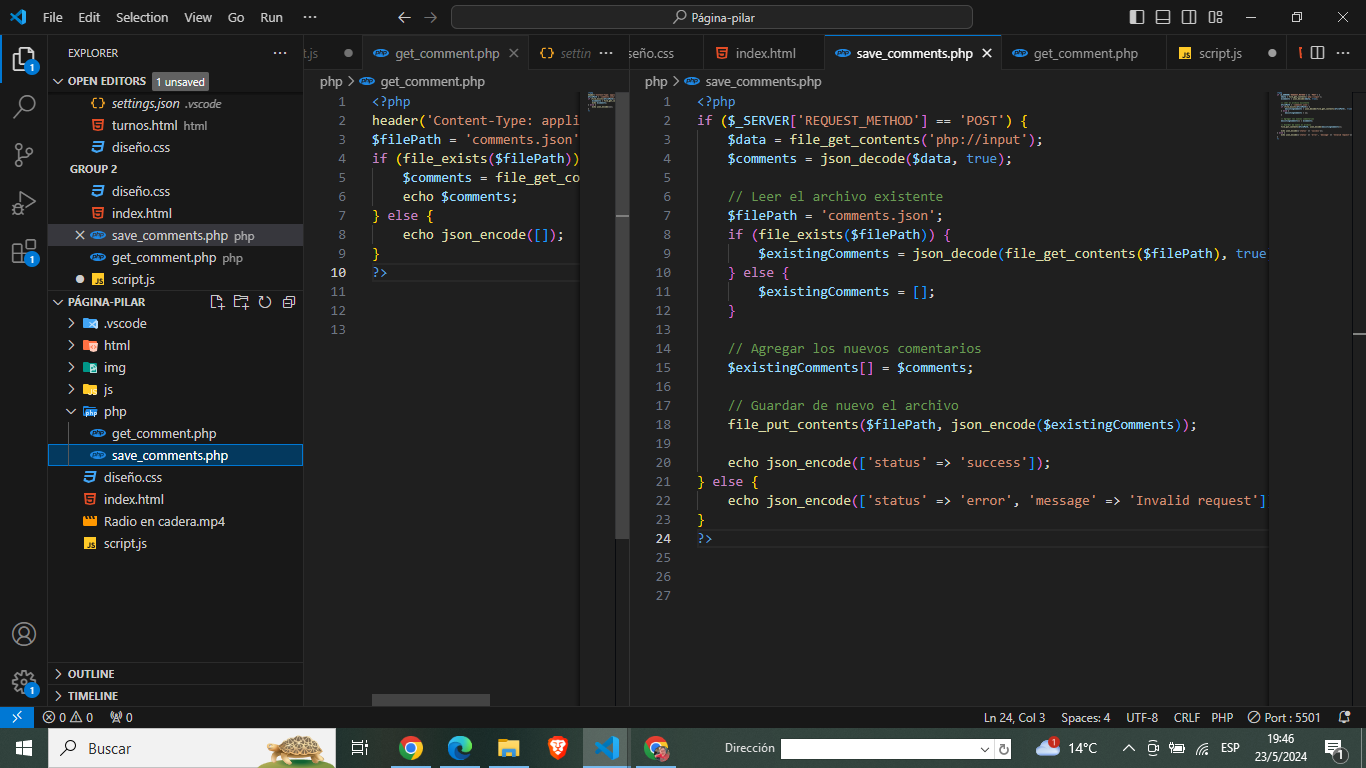 File Edit Selection View Go Run ···
Página-pilar
EXPLORER
OPEN EDITORS 1 unsaved
settings.json .vscode
turnos.html html
diseño.css
GROUP 2
diseño.css
index.html
save_comments.php php
get_comment.php php
script.js
PÁGINA-PILAR
.vscode
html
img
js
php
get_comment.php
save_comments.php
diseño.css
index.html
Radio en cadera.mp4
script.js
OUTLINE
TIMELINE
t.js get_comment.php settin ···
php > get_comment.php
1 <?php
2 header('Content-Type: appli
3 $filePath = 'comments.json'
4 if (file_exists($filePath))
5 $comments = file_get_co
6 echo $comments;
7 } else {
8 echo json_encode([]);
9 }
10 ?>
11
12
13
seño.css index.html save_comments.php get_comment.php script.js
php > save_comments.php
1 <?php
2 if ($_SERVER['REQUEST_METHOD'] == 'POST') {
3 $data = file_get_contents('php://input');
4 $comments = json_decode($data, true);
5
6 // Leer el archivo existente
7 $filePath = 'comments.json';
8 if (file_exists($filePath)) {
9 $existingComments = json_decode(file_get_contents($filePath), true
10 } else {
11 $existingComments = [];
12 }
13
14 // Agregar los nuevos comentarios
15 $existingComments[] = $comments;
16
17 // Guardar de nuevo el archivo
18 file_put_contents($filePath, json_encode($existingComments));
19
20 echo json_encode(['status' => 'success']);
21 } else {
22 echo json_encode(['status' => 'error', 'message' => 'Invalid request']
23 }
24 ?>
25
26
27
0 0 0 Ln 24, Col 3 Spaces: 4 UTF-8 CRLF PHP Port : 5501
Buscar Dirección 1 14°C ESP 19:46
23/5/2024 1